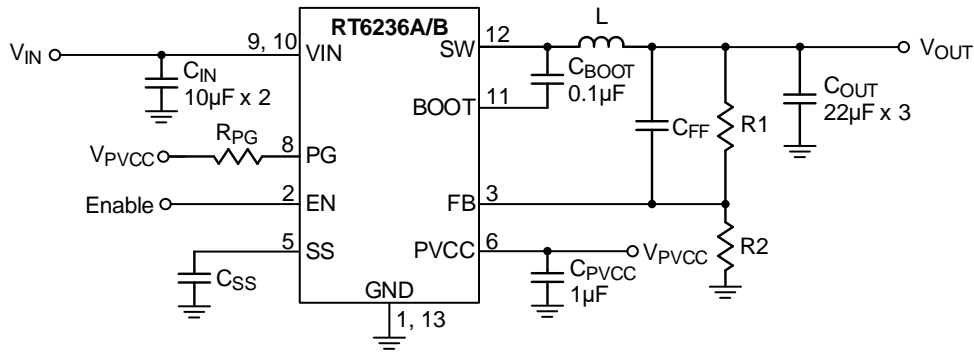 RT6236A/B
V_IN
9, 10
VIN
C_IN
10µF x 2
V_PVCC
R_PG
8
PG
Enable
2
EN
5
SS
C_SS
GND
1, 13
SW
12
L
V_OUT
C_BOOT
0.1µF
BOOT
11
C_FF
R1
C_OUT
22µF x 3
FB
3
PVCC
6
V_PVCC
C_PVCC
1µF
R2